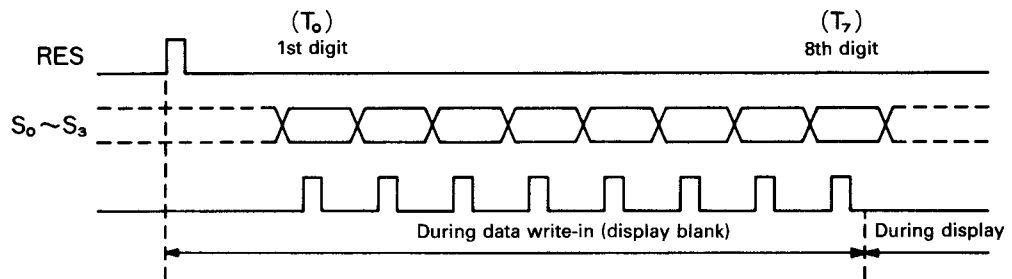 (T₀)
1st digit
(T₇)
8th digit
RES
S₀~S₃
During data write-in (display blank)
During display